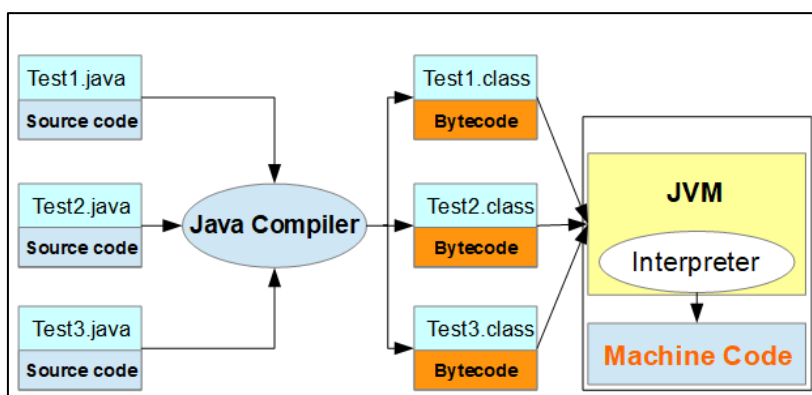 Test1.java
Source code
Test2.java
Source code
Test3.java
Source code
Java Compiler
Test1.class
Bytecode
Test2.class
Bytecode
Test3.class
Bytecode
JVM
Interpreter
Machine Code